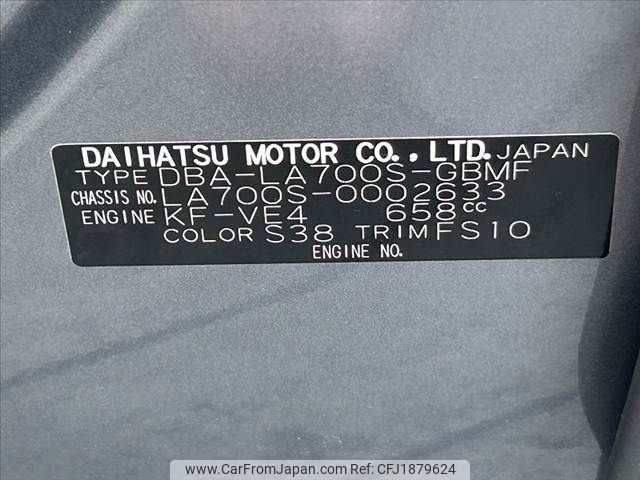 DAIHATSU MOTOR CO., LTD. JAPAN
TYPE DBA-LA700S-GBMF
CHASSIS NO. LA700S-0002633
ENGINE KF-VE4 658cc
COLOR S38 TRIM FS10
ENGINE NO.
www.CarFromJapan.com Ref:CFJ1879624